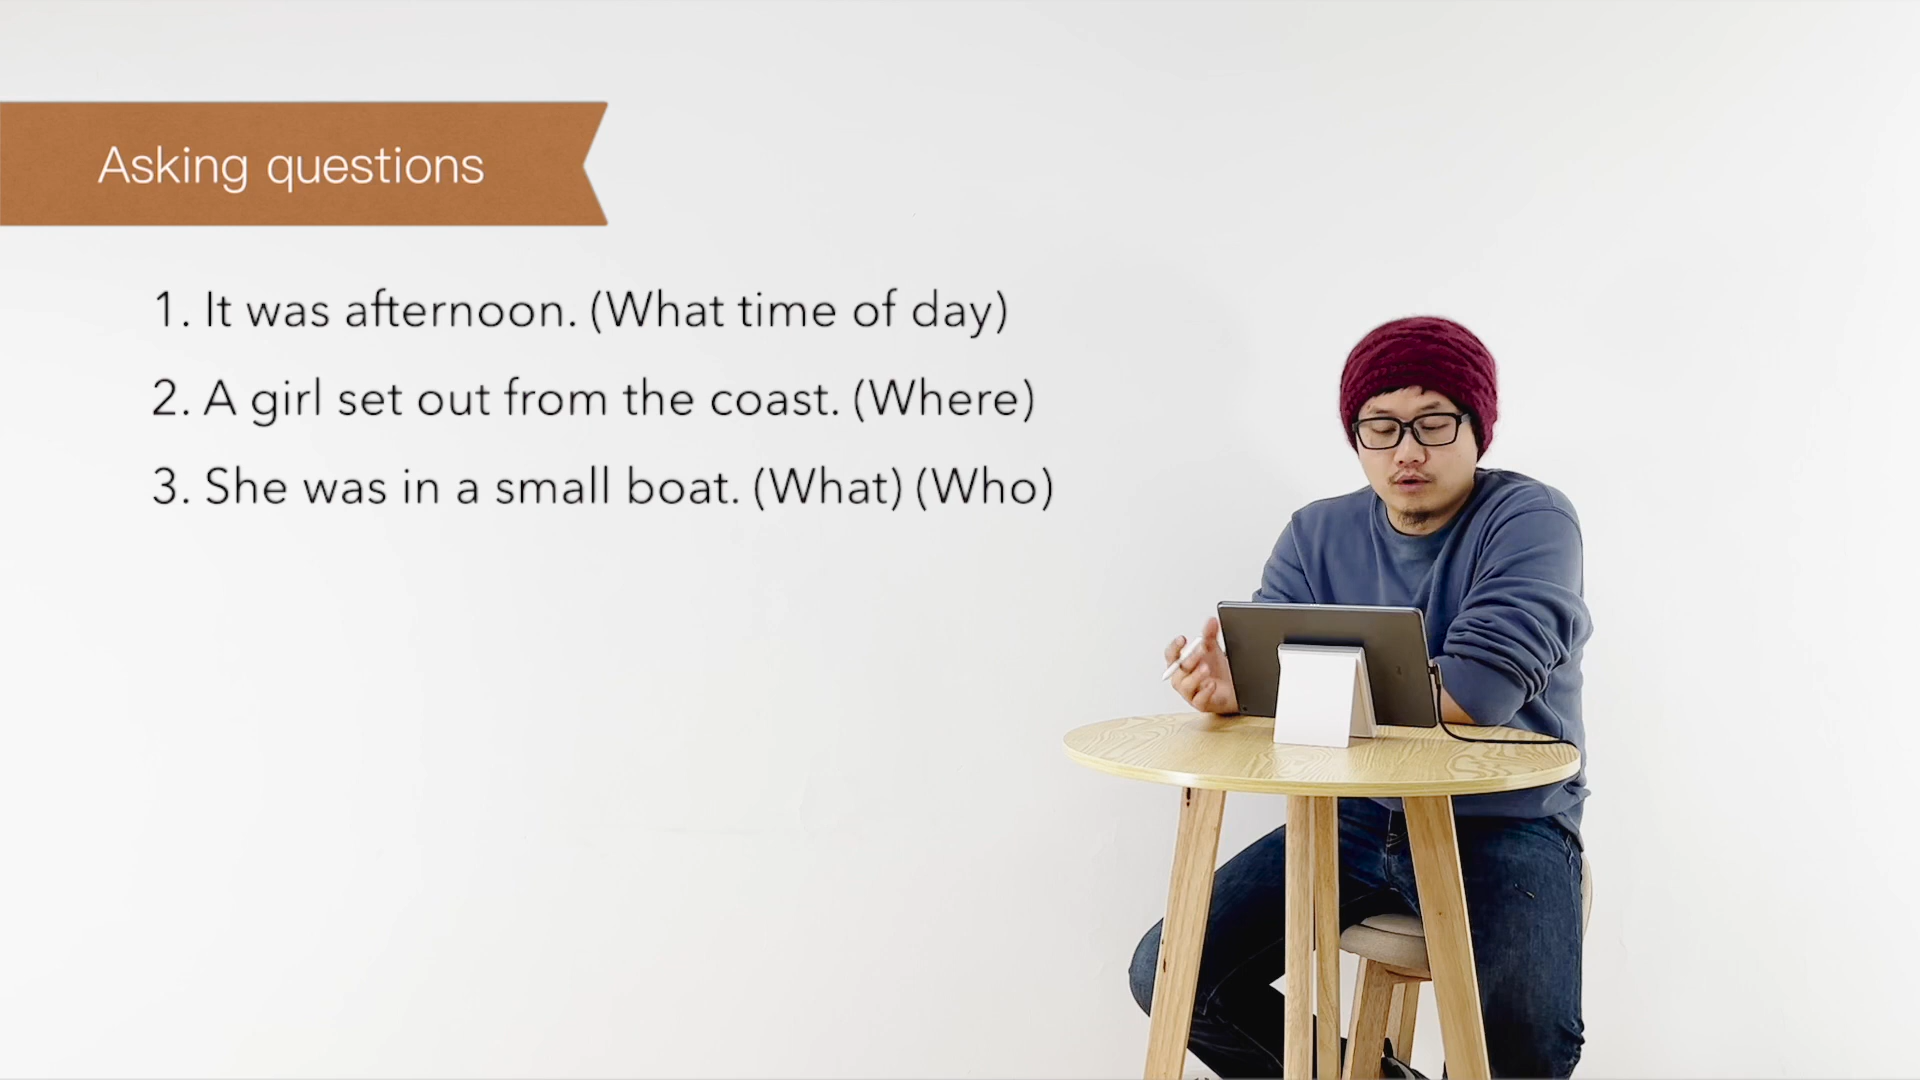 Asking questions
1. It was afternoon. (What time of day)
2. A girl set out from the coast. (Where)
3. She was in a small boat. (What) (Who)